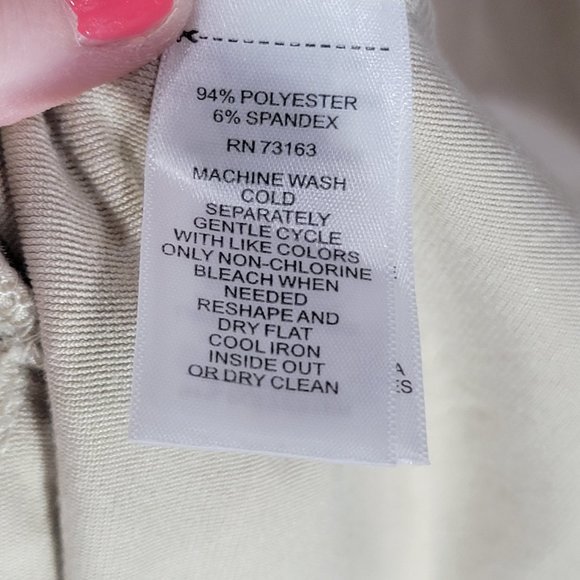 94% POLYESTER
6% SPANDEX
RN 73163
MACHINE WASH
COLD
SEPARATELY
GENTLE CYCLE
WITH LIKE COLORS
ONLY NON-CHLORINE
BLEACH WHEN
NEEDED
RESHAPE AND
DRY FLAT
COOL IRON
INSIDE OUT
OR DRY CLEAN
A
ES